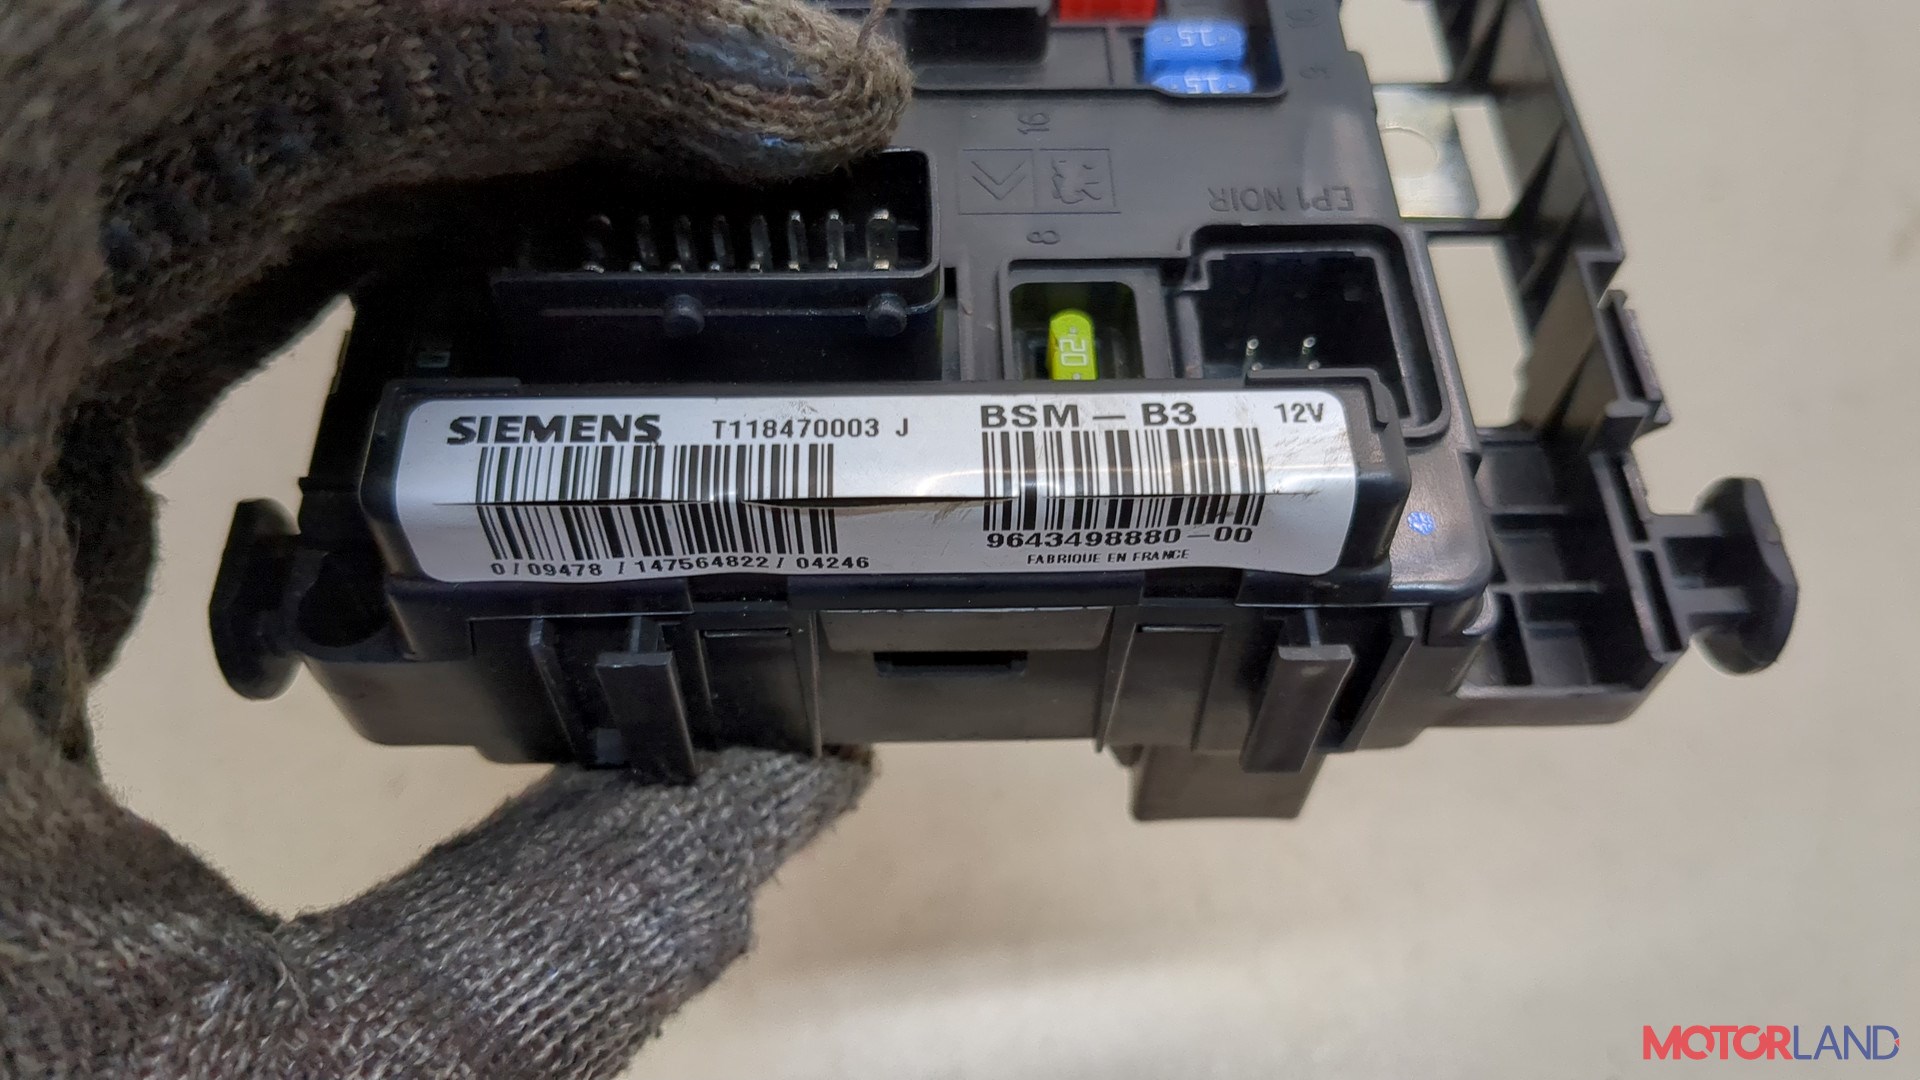 15
15
16
8
EP1 NOIR
20
SIEMENS T118470003 J BSM - B3 12V
9643498880-00
0/09478 / 147564822 / 04246 FABRIQUE EN FRANCE
MOTORLAND